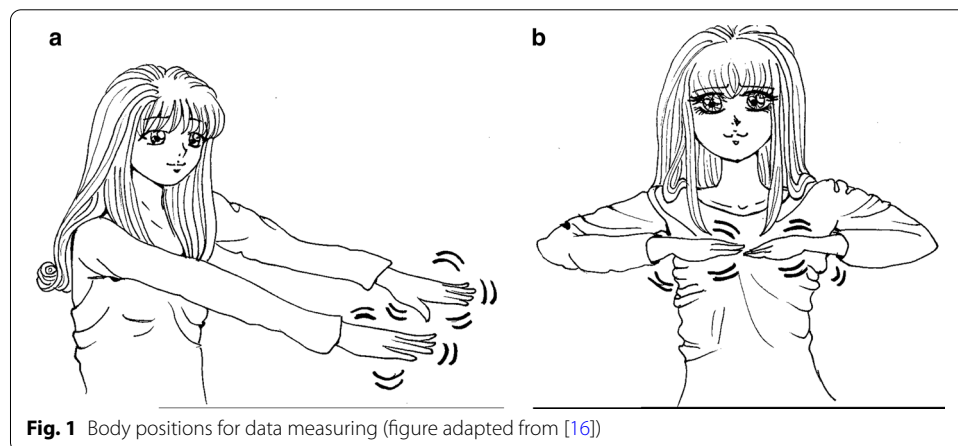 a
b
Fig. 1 Body positions for data measuring (figure adapted from [16])